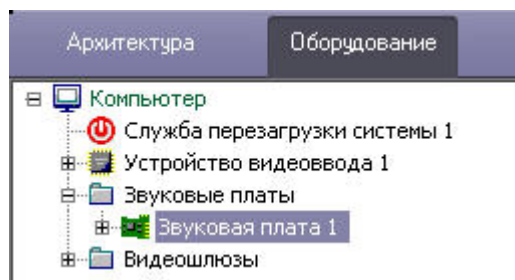 Архитектура Оборудование
Компьютер
Служба перезагрузки системы 1
Устройство видеоввода 1
Звуковые платы
Звуковая плата 1
Видеошлюзы